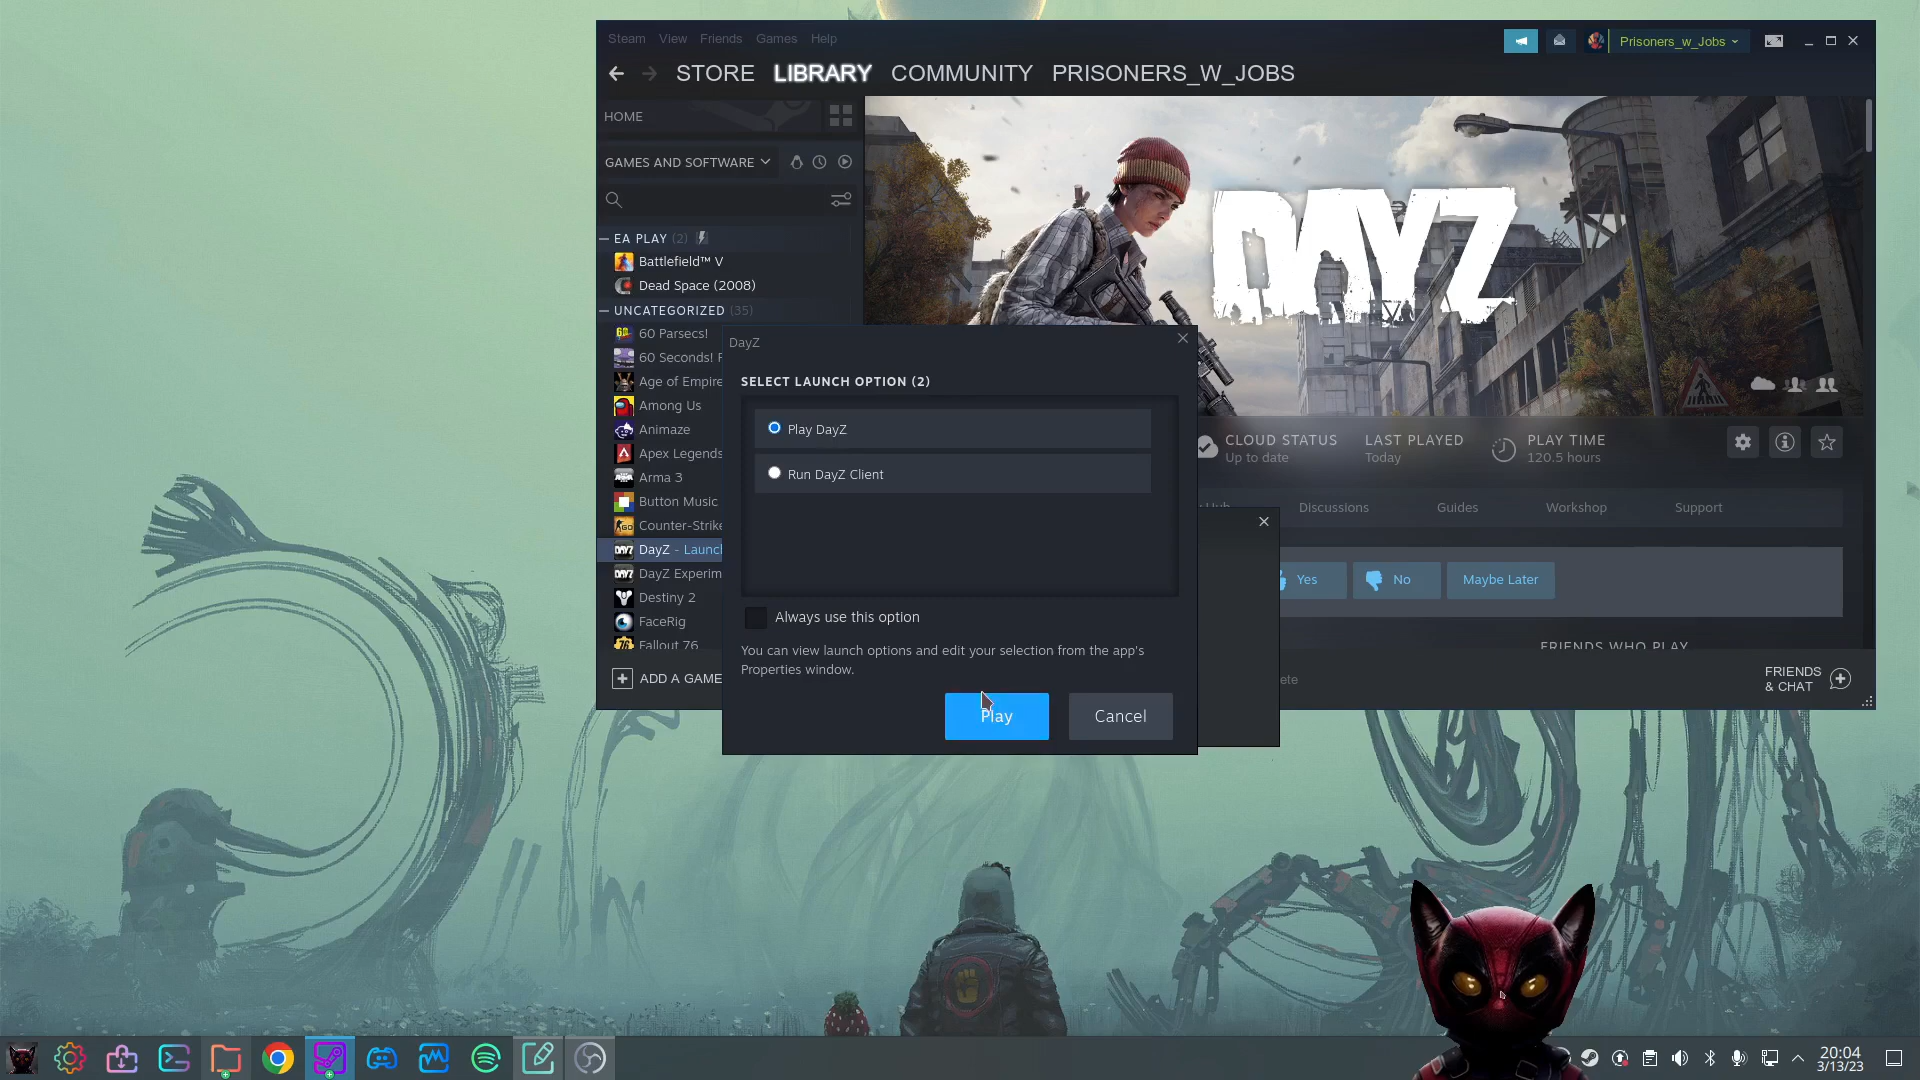 Steam View Friends Games Help
Prisoners_w_Jobs
STORE LIBRARY COMMUNITY PRISONERS_W_JOBS
HOME
GAMES AND SOFTWARE
EA PLAY (2)
Battlefield™ V
Dead Space (2008)
UNCATEGORIZED (35)
60 Parsecs!
60 Seconds!
Age of Empire
Among Us
Animaze
Apex Legends
Arma 3
Button Music
Counter-Strike
DayZ - Launch
DayZ Experim
Destiny 2
FaceRig
Fallout 76
ADD A GAME
DAYZ
DayZ
SELECT LAUNCH OPTION (2)
Play DayZ
Run DayZ Client
Always use this option
You can view launch options and edit your selection from the app's
Properties window.
Play Cancel
CLOUD STATUS
Up to date
LAST PLAYED
Today
PLAY TIME
120.5 hours
Hub Discussions Guides Workshop Support
Yes No Maybe Later
FRIENDS WHO PLAY
FRIENDS
& CHAT
20:04
3/13/23